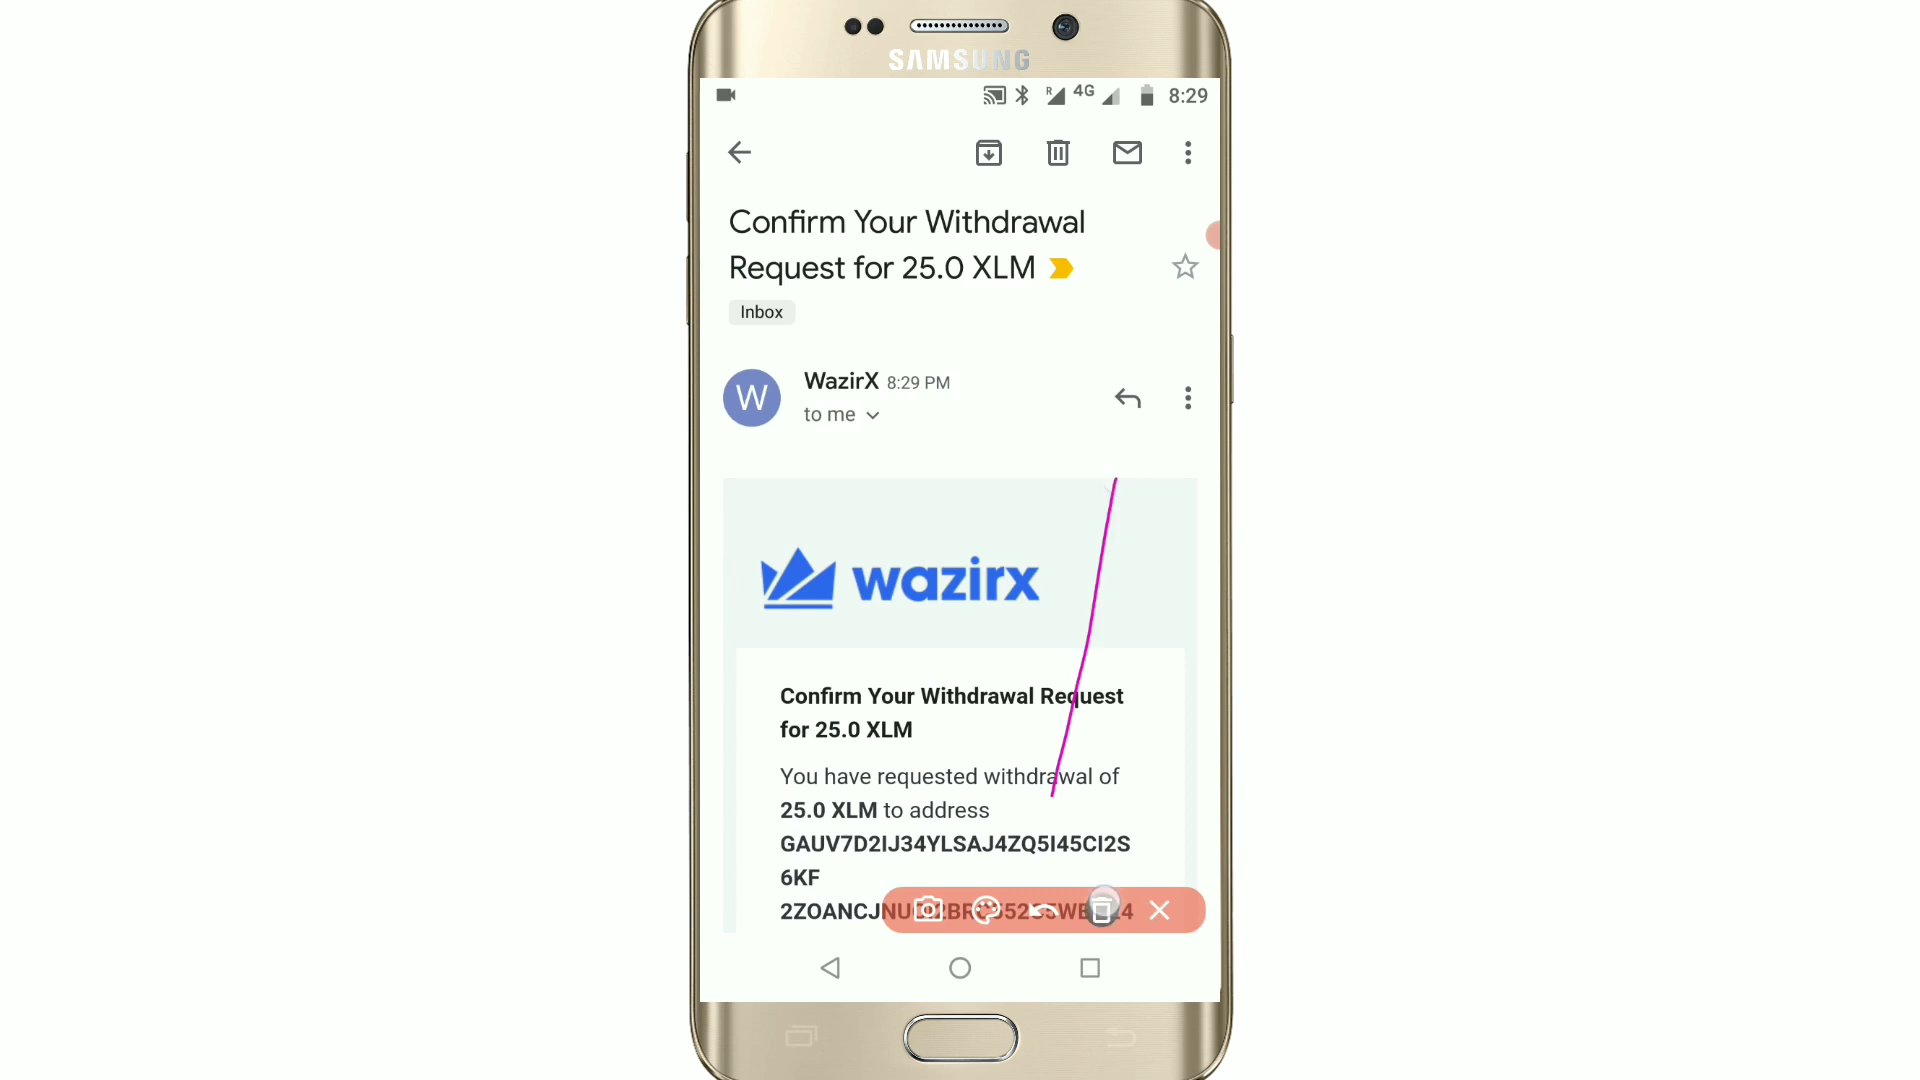 SAMSUNG
R 4G 8:29
Confirm Your Withdrawal
Request for 25.0 XLM
Inbox
W
WazirX 8:29 PM
to me
wazirx
Confirm Your Withdrawal Request
for 25.0 XLM
You have requested withdrawal of
25.0 XLM to address
GAUV7D2IJ34YLSAJ4ZQ5I45CI2S
6KF